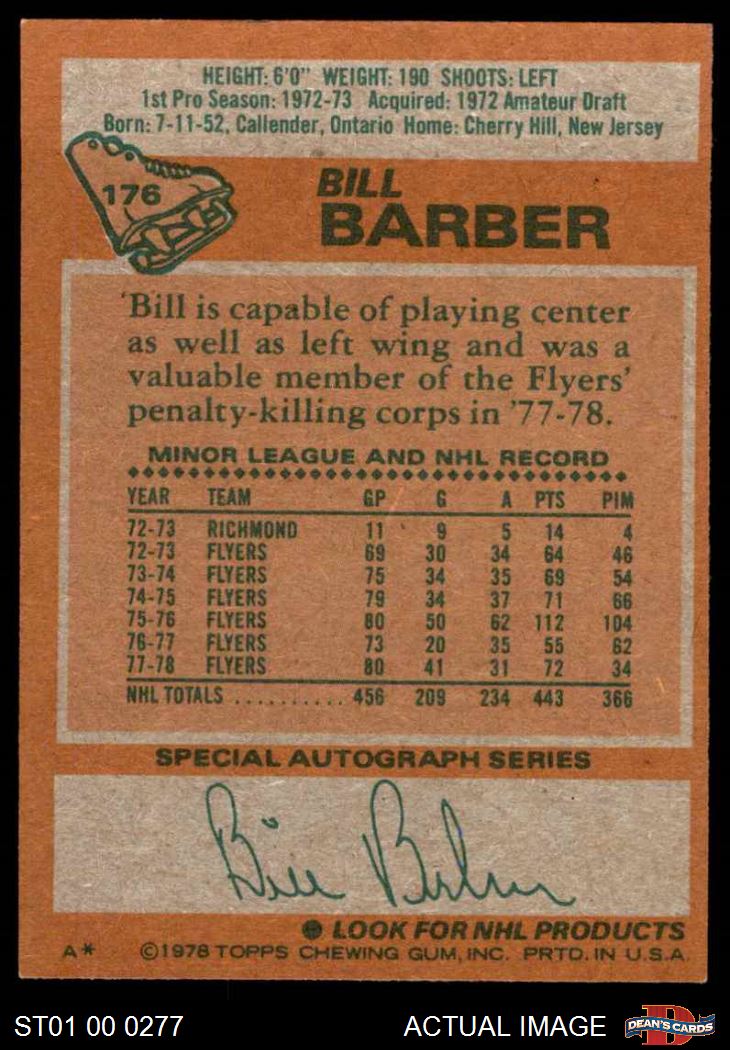 HEIGHT: 6'0" WEIGHT: 190 SHOOTS: LEFT
1st Pro Season: 1972-73 Acquired: 1972 Amateur Draft
Born: 7-11-52, Callender, Ontario Home: Cherry Hill, New Jersey
176
BILL
BARBER
Bill is capable of playing center
as well as left wing and was a
valuable member of the Flyers'
penalty-killing corps in '77-78.
MINOR LEAGUE AND NHL RECORD
YEAR TEAM GP G A PTS PIM
72-73 RICHMOND 11 9 5 14 4
72-73 FLYERS 69 30 34 64 46
73-74 FLYERS 75 34 35 69 54
74-75 FLYERS 79 34 37 71 66
75-76 FLYERS 80 50 62 112 104
76-77 FLYERS 73 20 35 55 62
77-78 FLYERS 80 41 31 72 34
NHL TOTALS .......... 456 209 234 443 366
SPECIAL AUTOGRAPH SERIES
Bill Barber
● LOOK FOR NHL PRODUCTS
A* ©1978 TOPPS CHEWING GUM, INC. PRTD. IN U.S.A.
ST01 00 0277 ACTUAL IMAGE D DEAN'S CARDS